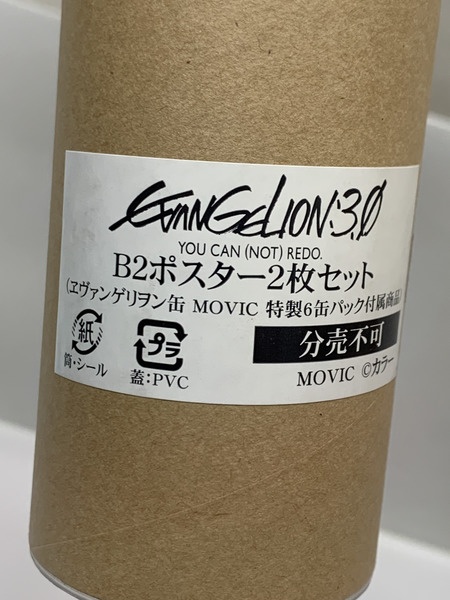 EVANGELION:3.0
YOU CAN (NOT) REDO.
B2ポスター2枚セット
(ヱヴァンゲリヲン缶 MOVIC 特製6缶パック付属商品)
紙
筒・シール
プラ
蓋:PVC
分売不可
MOVIC ©カラー